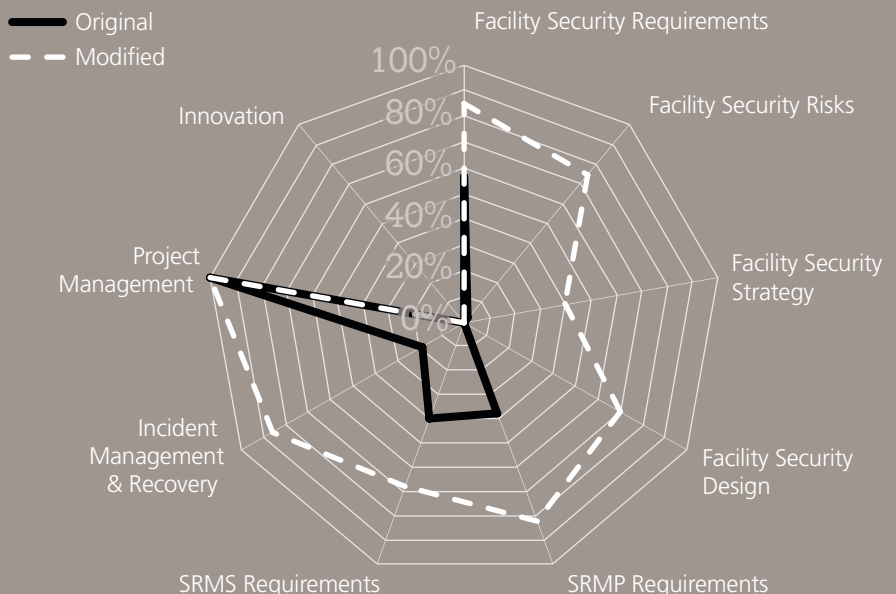 Original
Modified
Facility Security Requirements
100%
Innovation
80%
Facility Security Risks
60%
40%
Project
Management
20%
Facility Security
Strategy
0%
Incident
Management
& Recovery
Facility Security
Design
SRMS Requirements
SRMP Requirements